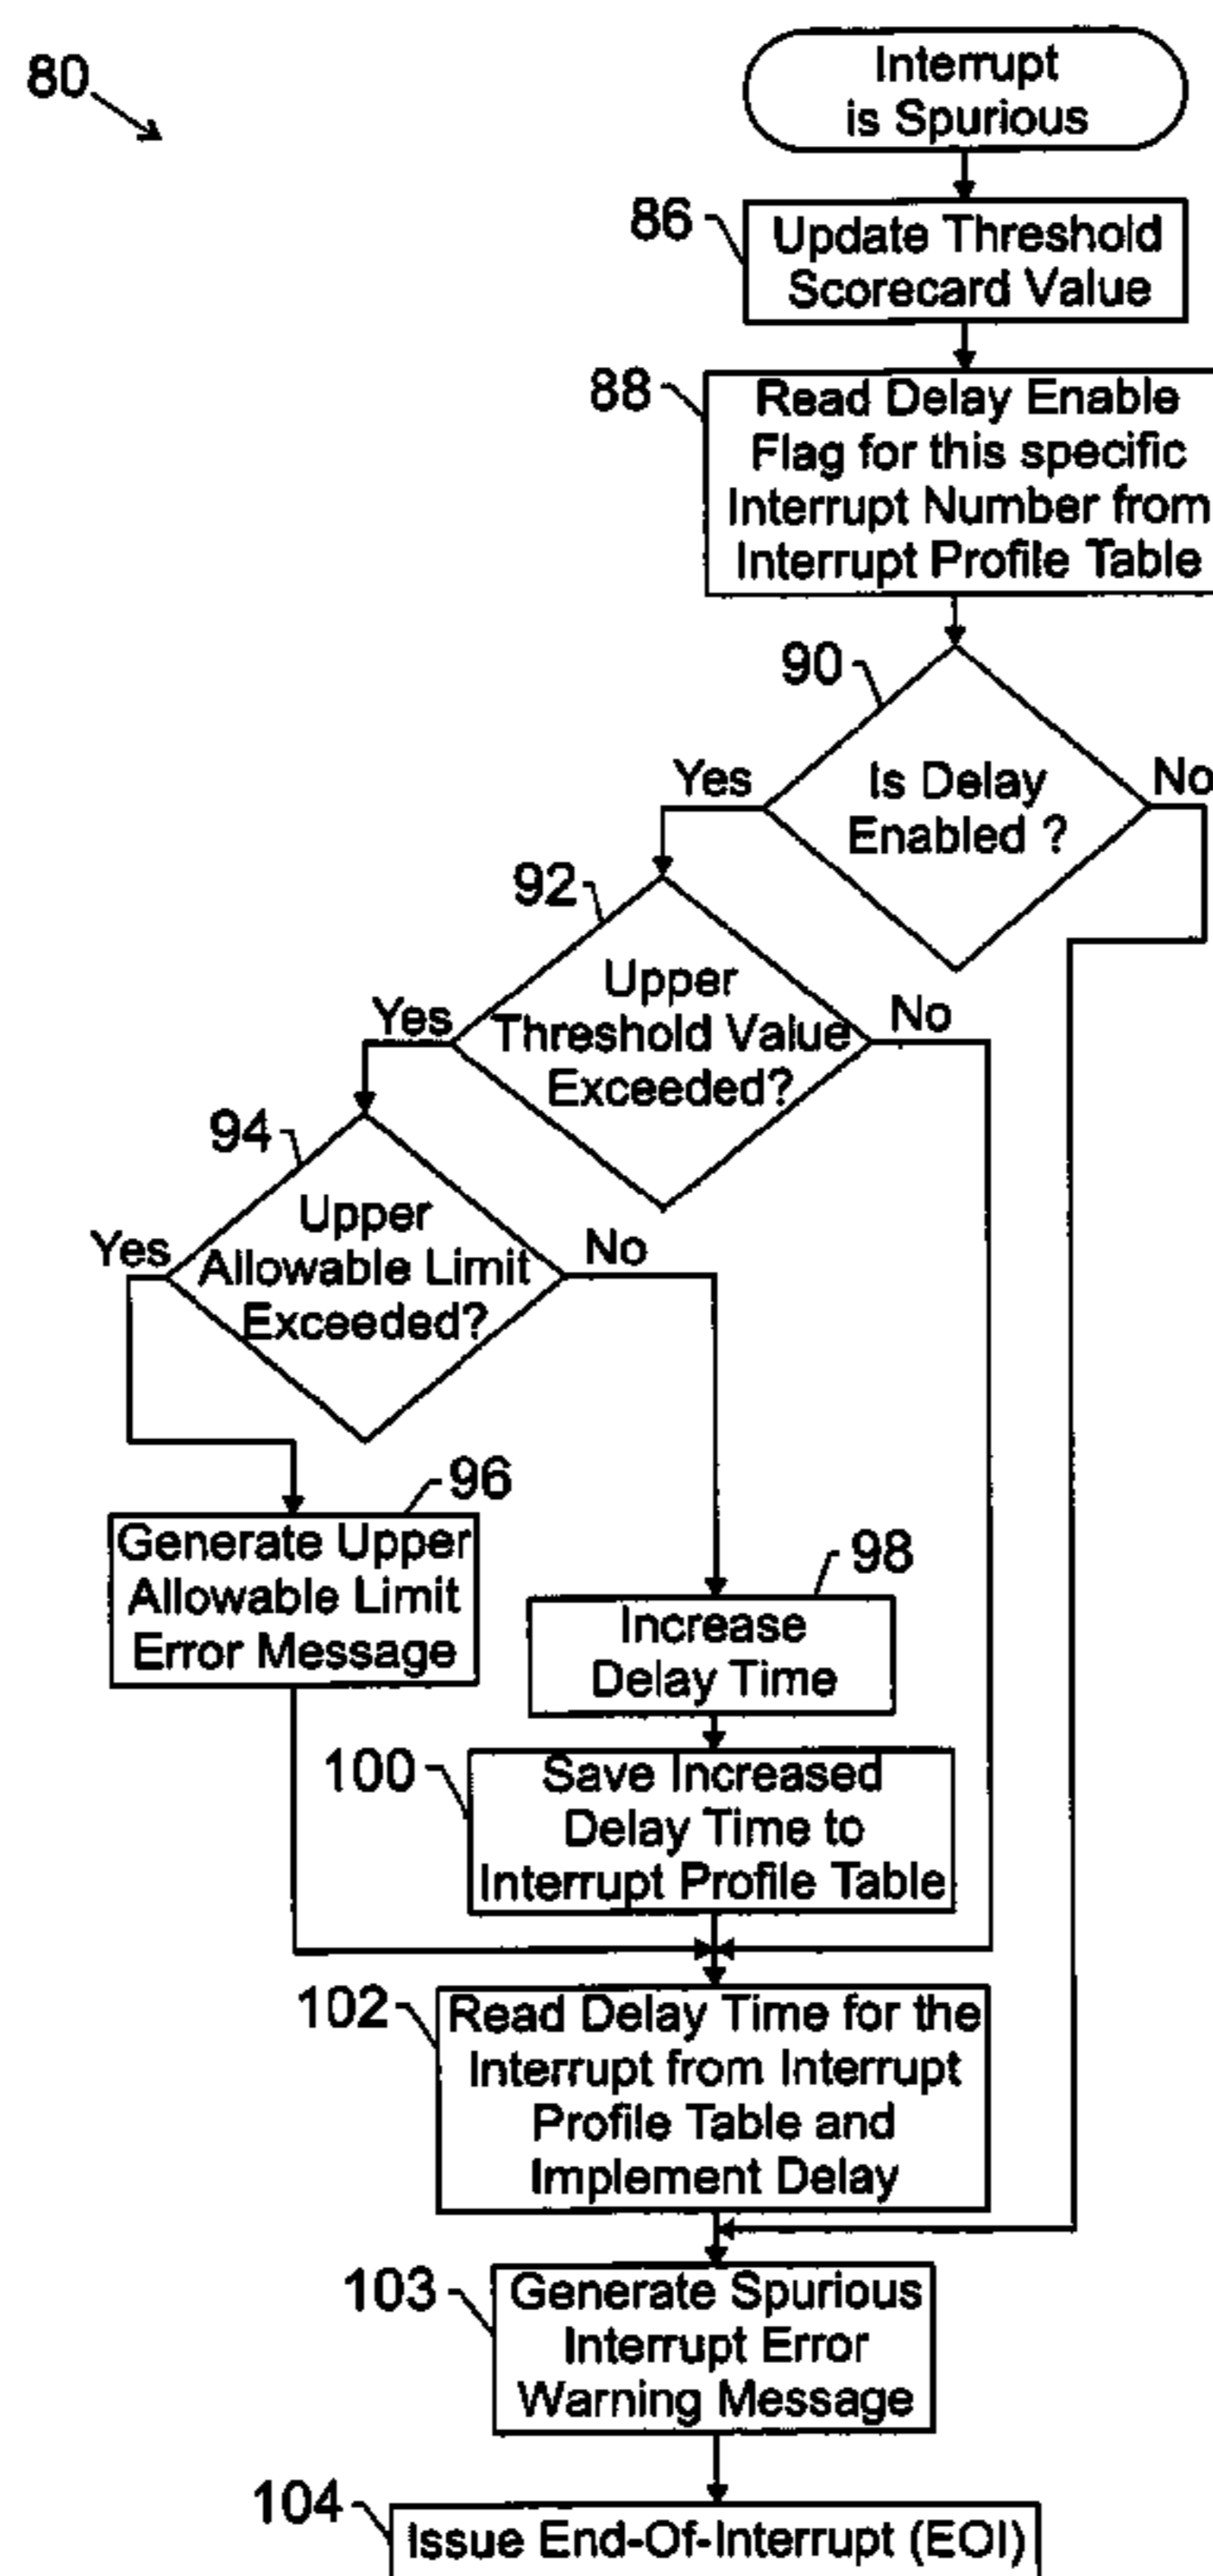 80
Interrupt
is Spurious
86
Update Threshold
Scorecard Value
88
Read Delay Enable
Flag for this specific
Interrupt Number from
Interrupt Profile Table
90
Is Delay
Enabled ?
Yes
No
92
Upper
Threshold Value
Exceeded?
Yes
No
94
Upper
Allowable Limit
Exceeded?
Yes
No
96
Generate Upper
Allowable Limit
Error Message
98
Increase
Delay Time
100
Save Increased
Delay Time to
Interrupt Profile Table
102
Read Delay Time for the
Interrupt from Interrupt
Profile Table and
Implement Delay
103
Generate Spurious
Interrupt Error
Warning Message
104
Issue End-Of-Interrupt (EOI)